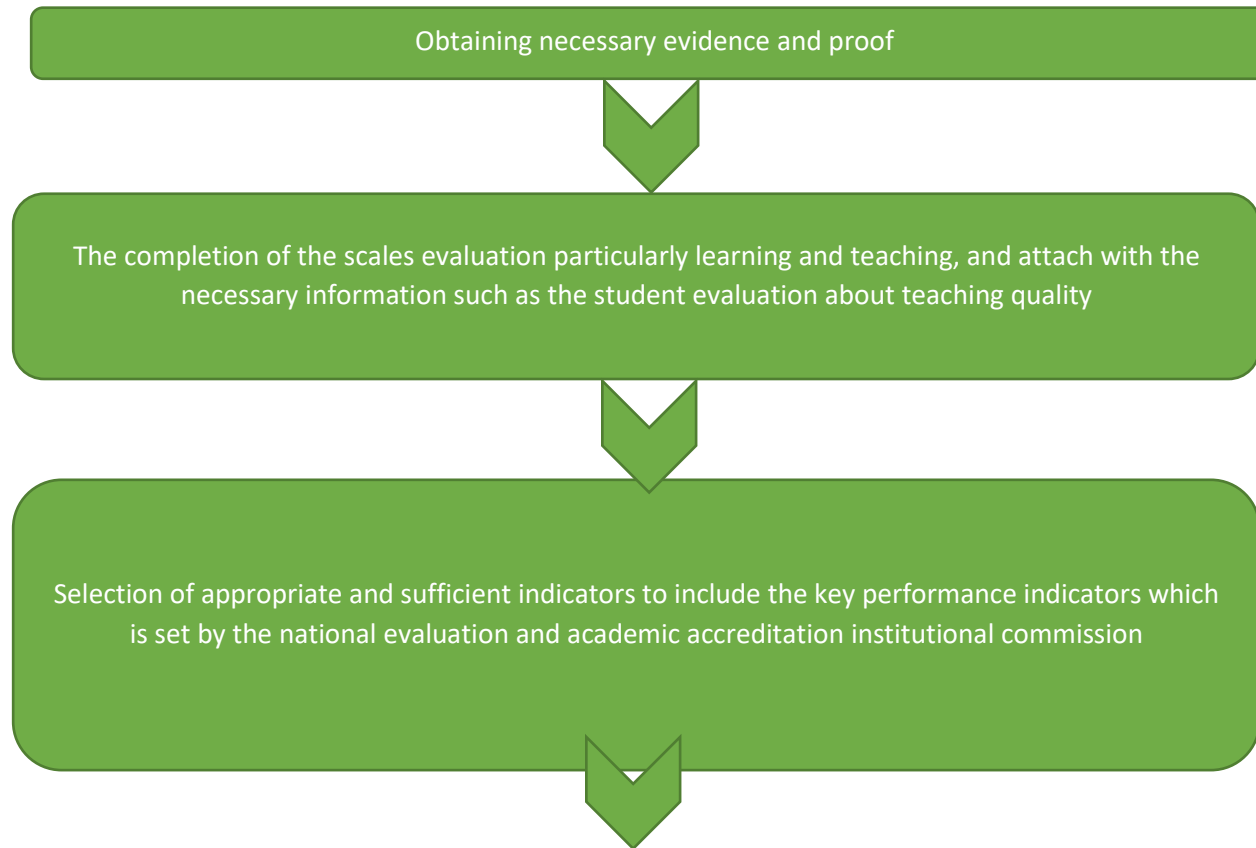 Obtaining necessary evidence and proof
The completion of the scales evaluation particularly learning and teaching, and attach with the
necessary information such as the student evaluation about teaching quality
Selection of appropriate and sufficient indicators to include the key performance indicators which
is set by the national evaluation and academic accreditation institutional commission